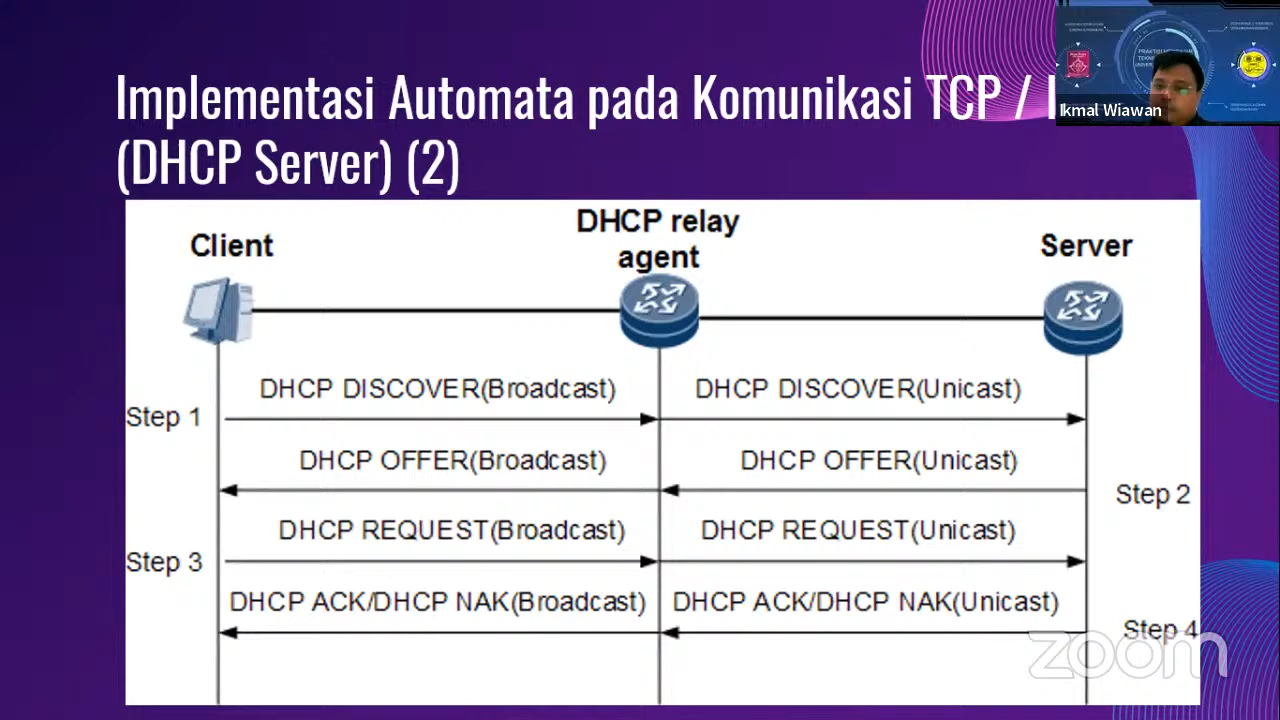 Implementasi Automata pada Komunikasi TCP /
(DHCP Server) (2)
Ikmal Wiawan
Client
DHCP relay
agent
Server
DHCP DISCOVER(Broadcast)
DHCP DISCOVER(Unicast)
Step 1
DHCP OFFER(Broadcast)
DHCP OFFER(Unicast)
Step 2
DHCP REQUEST(Broadcast)
DHCP REQUEST(Unicast)
Step 3
DHCP ACK/DHCP NAK(Broadcast)
DHCP ACK/DHCP NAK(Unicast)
Step 4
zoom